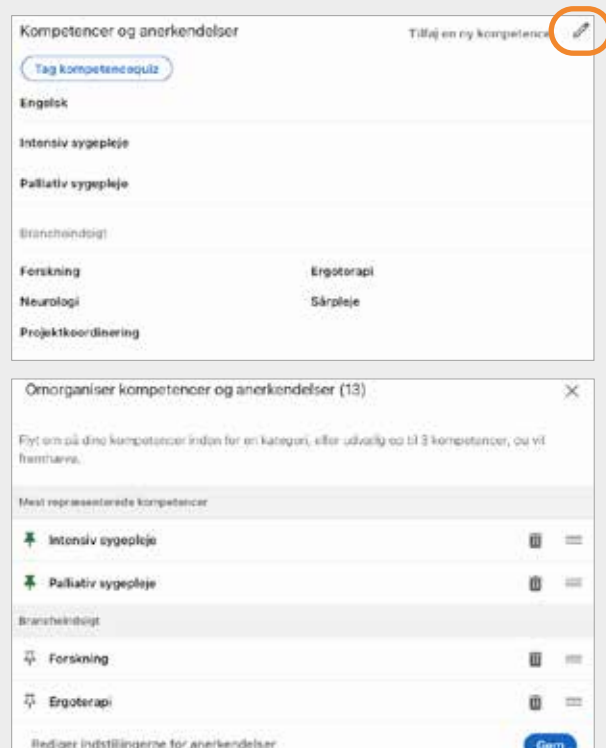 Kompetencer og anerkendelser
Tilføj en ny kompetence
Tag kompetencequiz
Engelsk
Intensiv sygepleje
Palliativ sygepleje
Brancheindsigt
Forskning
Ergoterapi
Neurologi
Sårpleje
Projektkoordinering
Omorganiser kompetencer og anerkendelser (13)
Flyt om på dine kompetencer inden for en kategori, eller udvælg op til 3 kompetencer, du vil
fremhæve.
Mest repræsenterede kompetencer
Intensiv sygepleje
Palliativ sygepleje
Brancheindsigt
Forskning
Ergoterapi
Rediger indstillingerne for anerkendelser
Gem